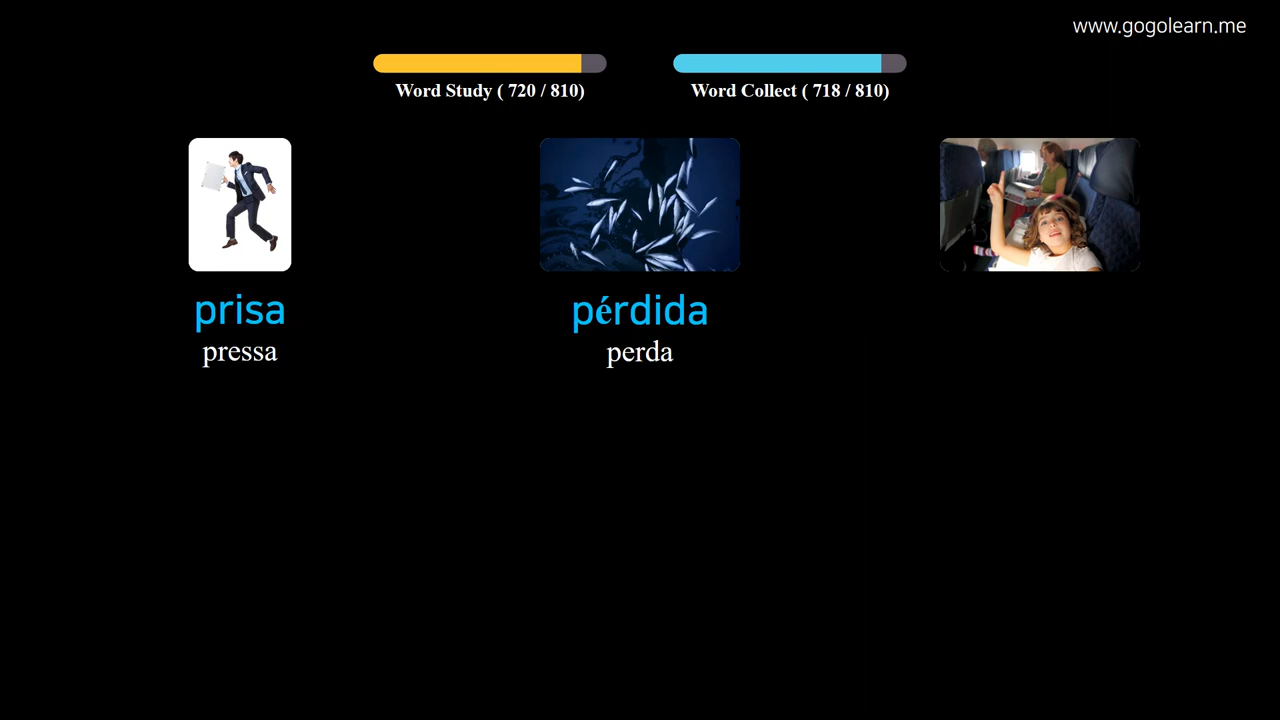 www.gogolearn.me
Word Study ( 720 / 810)
Word Collect ( 718 / 810)
prisa
pressa
pérdida
perda